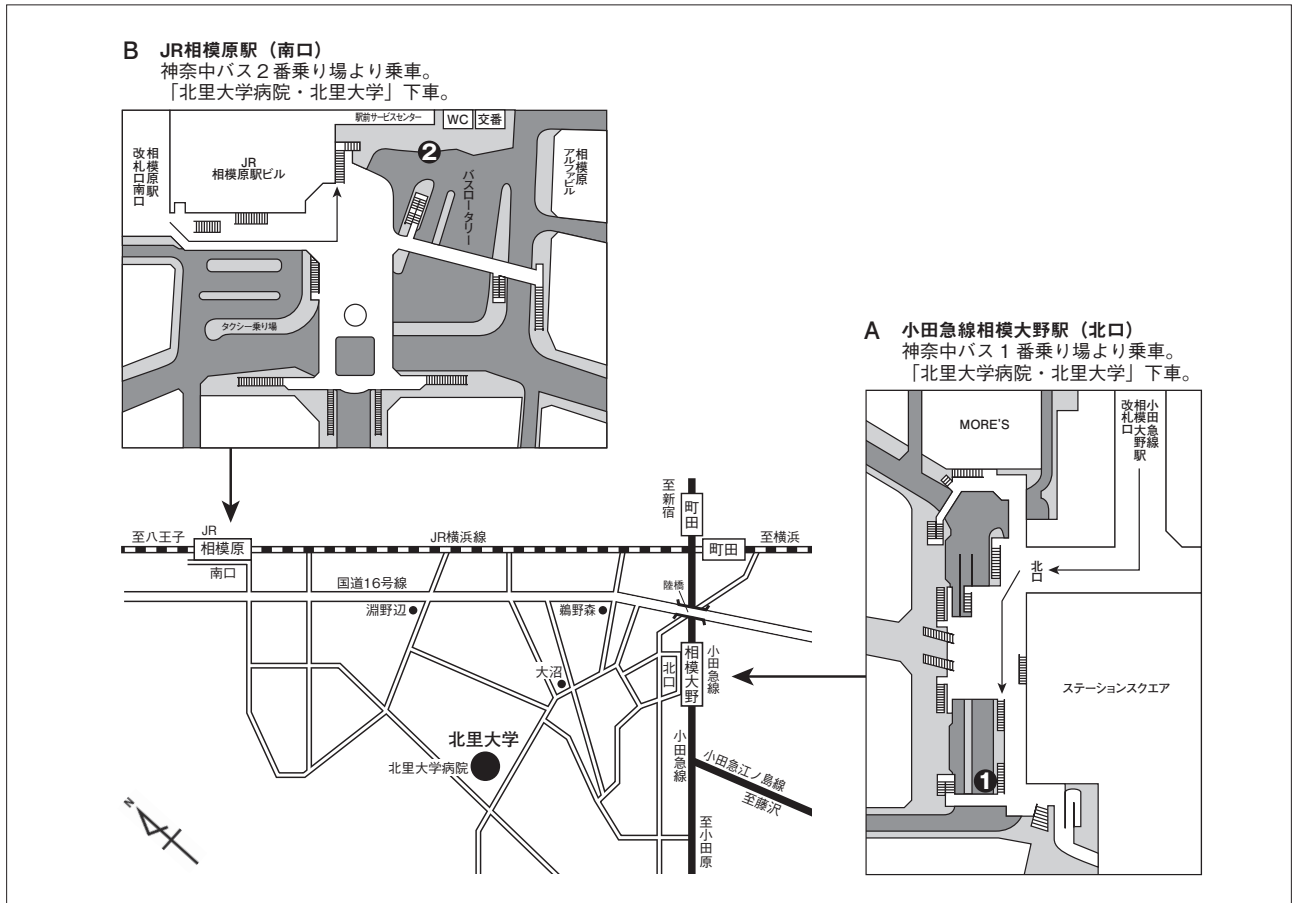 B JR相模原駅（南口）
神奈中バス２番乗り場より乗車。
「北里大学病院・北里大学」下車。
駅前サービスセンター
WC
交番
相模原駅
改札口南口
JR
相模原駅ビル
2
バスロータリー
相模原
アルファビル
タクシー乗り場
A 小田急線相模大野駅（北口）
神奈中バス１番乗り場より乗車。
「北里大学病院・北里大学」下車。
MORE'S
小田急線
相模大野駅
改札口
北口
ステーションスクエア
1
至新宿
町田
至八王子
JR
相模原
南口
JR横浜線
町田
至横浜
国道16号線
陸橋
淵野辺
鵜野森
大沼
北口
相模大野
小田急線
北里大学
北里大学病院
小田急線
小田急江ノ島線
至藤沢
至小田原
N